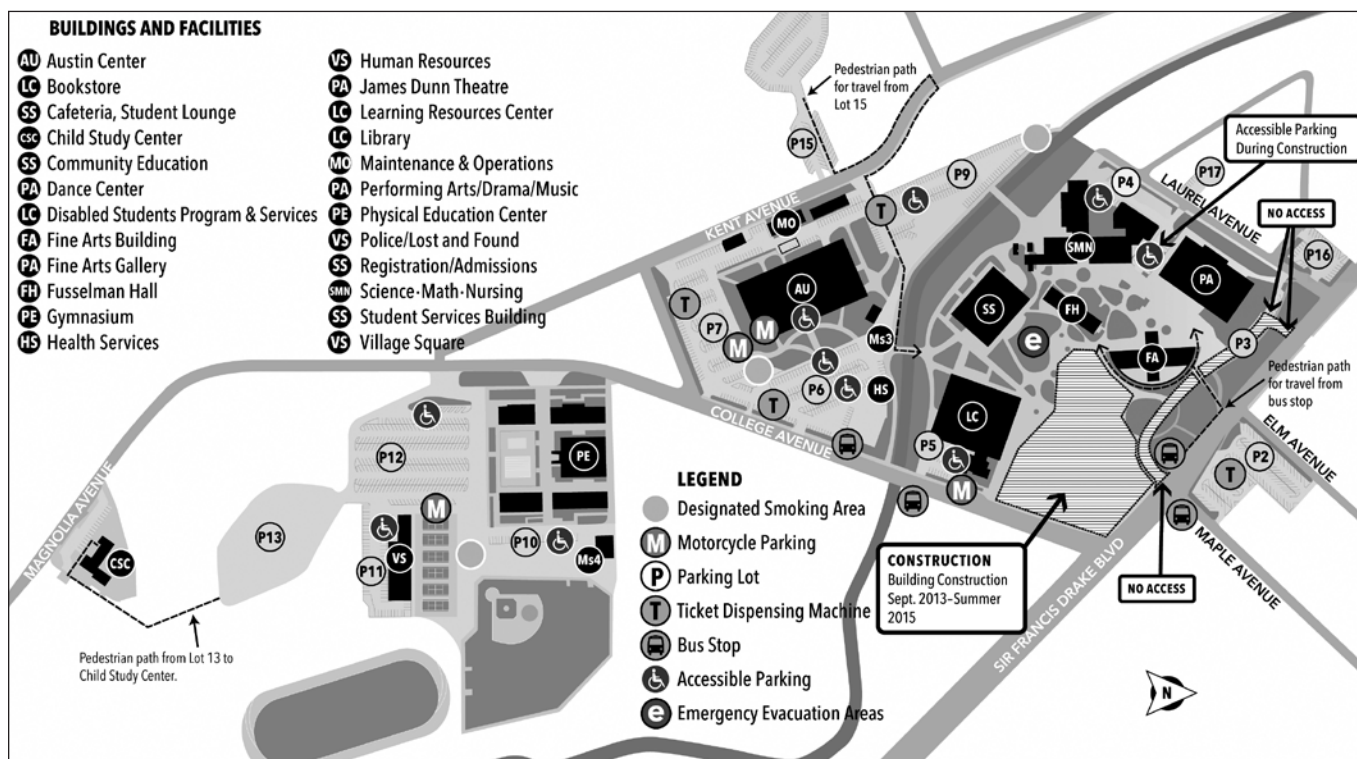 BUILDINGS AND FACILITIES
AU Austin Center
LC Bookstore
SS Cafeteria, Student Lounge
CSC Child Study Center
SS Community Education
PA Dance Center
LC Disabled Students Program & Services
FA Fine Arts Building
PA Fine Arts Gallery
FH Fusselman Hall
PE Gymnasium
HS Health Services
VS Human Resources
PA James Dunn Theatre
LC Learning Resources Center
LC Library
MO Maintenance & Operations
PA Performing Arts/Drama/Music
PE Physical Education Center
VS Police/Lost and Found
SS Registration/Admissions
SMN Science·Math·Nursing
SS Student Services Building
VS Village Square
Pedestrian path
for travel from
Lot 15
P15
KENT AVENUE
MO
T
P9
AU
T
P7
M
M
Ms3
P6
HS
T
COLLEGE AVENUE
Accessible Parking
During Construction
P4
P17
LAUREL AVENUE
NO ACCESS
P16
SMN
PA
SS
FH
e
P3
FA
Pedestrian path
for travel from
bus stop
LC
P5
M
ELM AVENUE
P2
T
MAPLE AVENUE
NO ACCESS
SIR FRANCIS DRAKE BLVD
CONSTRUCTION
Building Construction
Sept. 2013–Summer
2015
N
MAGNOLIA AVENUE
P12
PE
M
P13
CSC
P11
VS
P10
Ms4
Pedestrian path from Lot 13 to
Child Study Center.
LEGEND
Designated Smoking Area
M Motorcycle Parking
P Parking Lot
T Ticket Dispensing Machine
Bus Stop
Accessible Parking
e Emergency Evacuation Areas